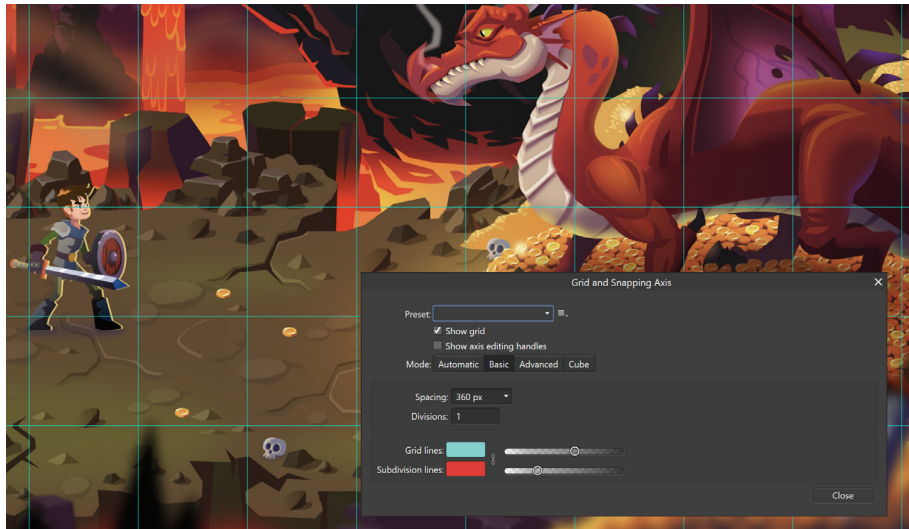 Grid and Snapping Axis
Preset:
Show grid
Show axis editing handles
Mode: Automatic Basic Advanced Cube
Spacing: 360 px
Divisions: 1
Grid lines:
Subdivision lines:
Close